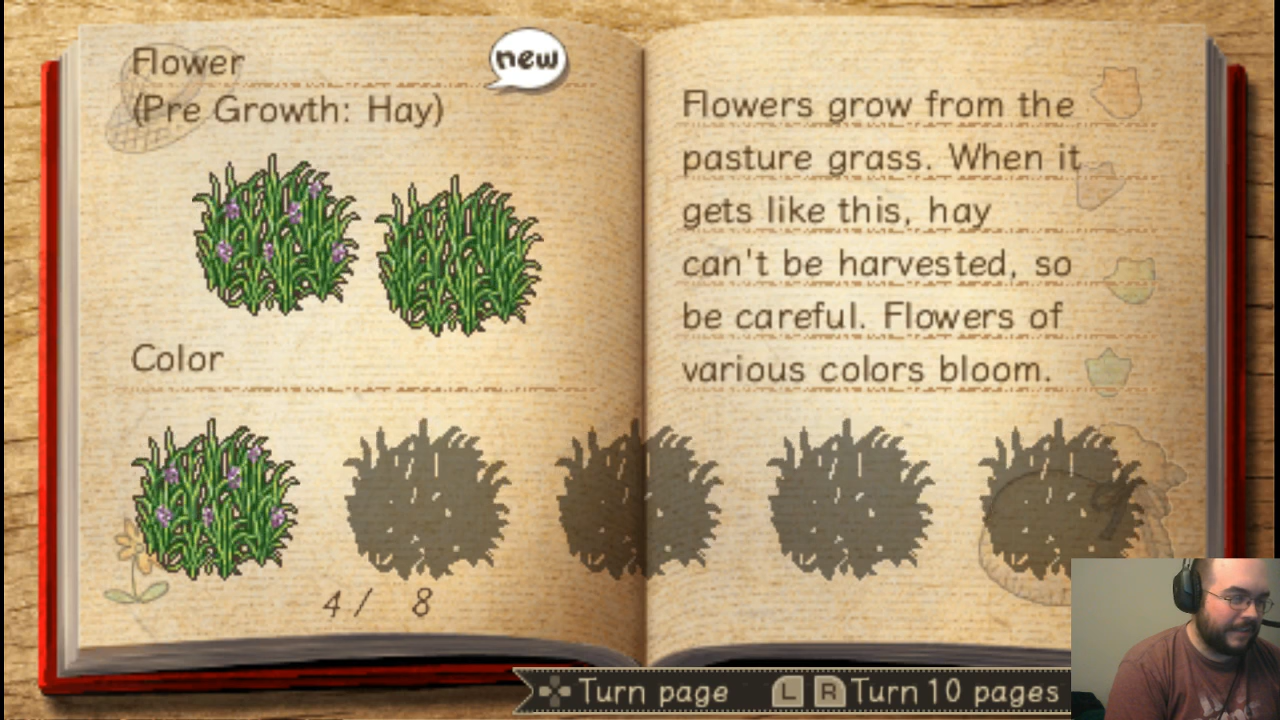 Flower
new
(Pre Growth: Hay)
Color
4 / 8
Flowers grow from the
pasture grass. When it
gets like this, hay
can't be harvested, so
be careful. Flowers of
various colors bloom.
Turn page
L R Turn 10 pages